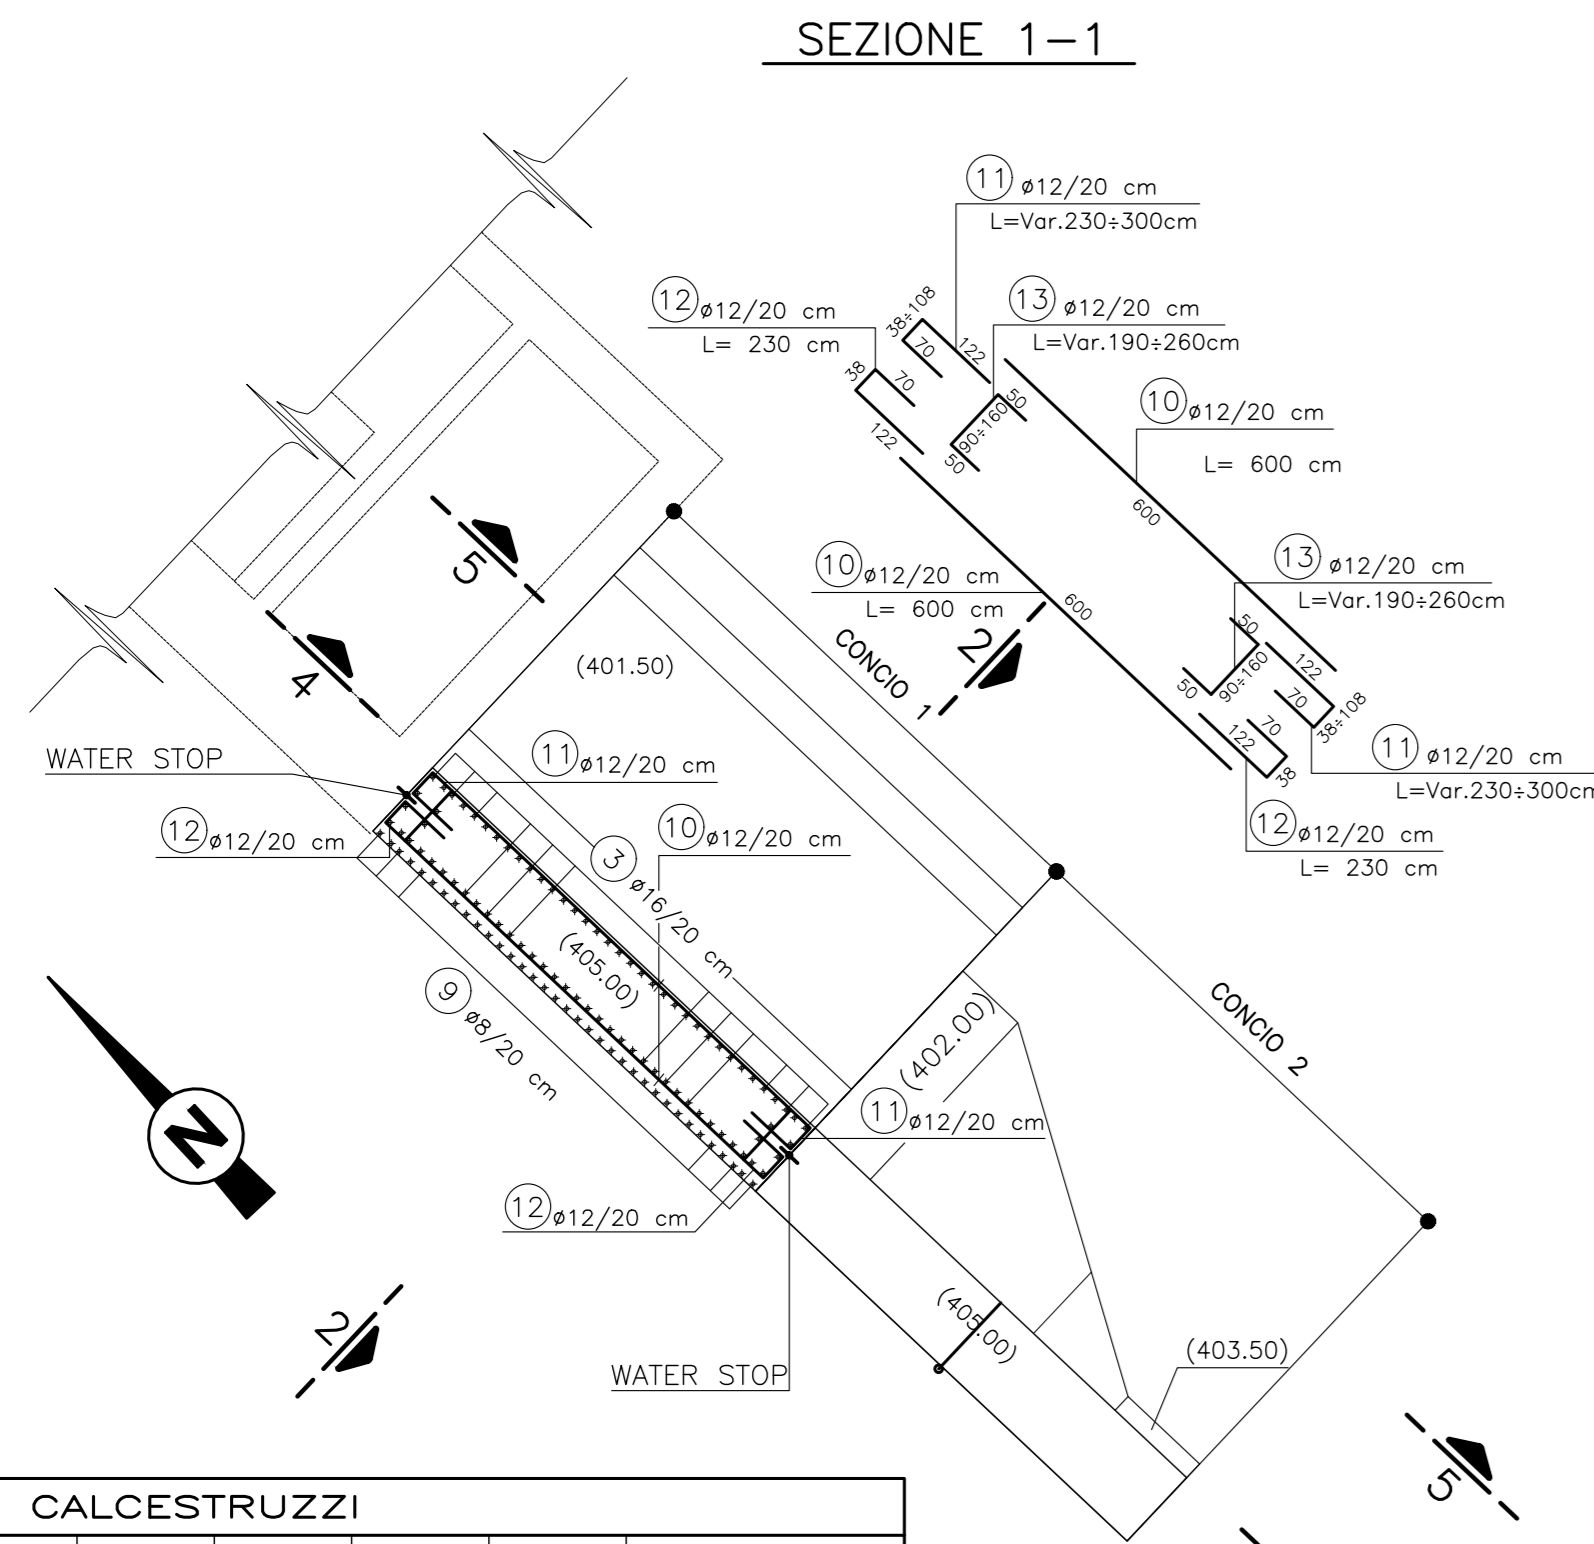 SEZIONE 1-1
11 ø12/20 cm
L=Var.230÷300cm
12 ø12/20 cm
L= 230 cm
13 ø12/20 cm
L=Var.190÷260cm
38÷108
70
122
38
70
122
50
90÷160
50
10 ø12/20 cm
L= 600 cm
600
10 ø12/20 cm
L= 600 cm
600
13 ø12/20 cm
L=Var.190÷260cm
50
90÷160
50
122
70
38÷108
122
70
38
11 ø12/20 cm
L=Var.230÷300cm
12 ø12/20 cm
L= 230 cm
5
4
2
CONCIO 1
(401.50)
WATER STOP
11 ø12/20 cm
12 ø12/20 cm
10 ø12/20 cm
3 ø16/20 cm
(405.00)
9 ø8/20 cm
(402.00)
CONCIO 2
11 ø12/20 cm
12 ø12/20 cm
N
2
WATER STOP
(405.00)
(403.50)
5
CALCESTRUZZI